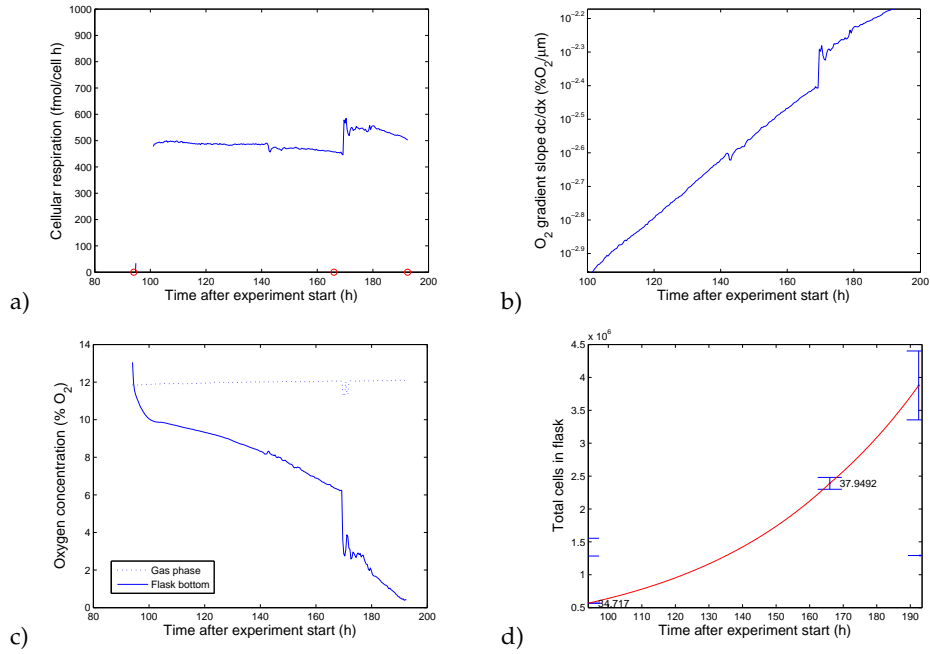 1000
900
800
700
600
500
400
300
200
100
0
80 100 120 140 160 180 200
Cellular respiration (fmol/cell h)
Time after experiment start (h)
a)
10^-2.2
10^-2.3
10^-2.4
10^-2.5
10^-2.6
10^-2.7
10^-2.8
10^-2.9
100 120 140 160 180 200
O2 gradient slope dc/dx (%O2/μm)
Time after experiment start (h)
b)
14
12
10
8
6
4
2
0
80 100 120 140 160 180 200
Oxygen concentration (% O2)
Gas phase
Flask bottom
Time after experiment start (h)
c)
x 10^6
4.5
4
3.5
3
2.5
2
1.5
1
0.5
37.9492
34.717
100 110 120 130 140 150 160 170 180 190
Total cells in flask
Time after experiment start (h)
d)